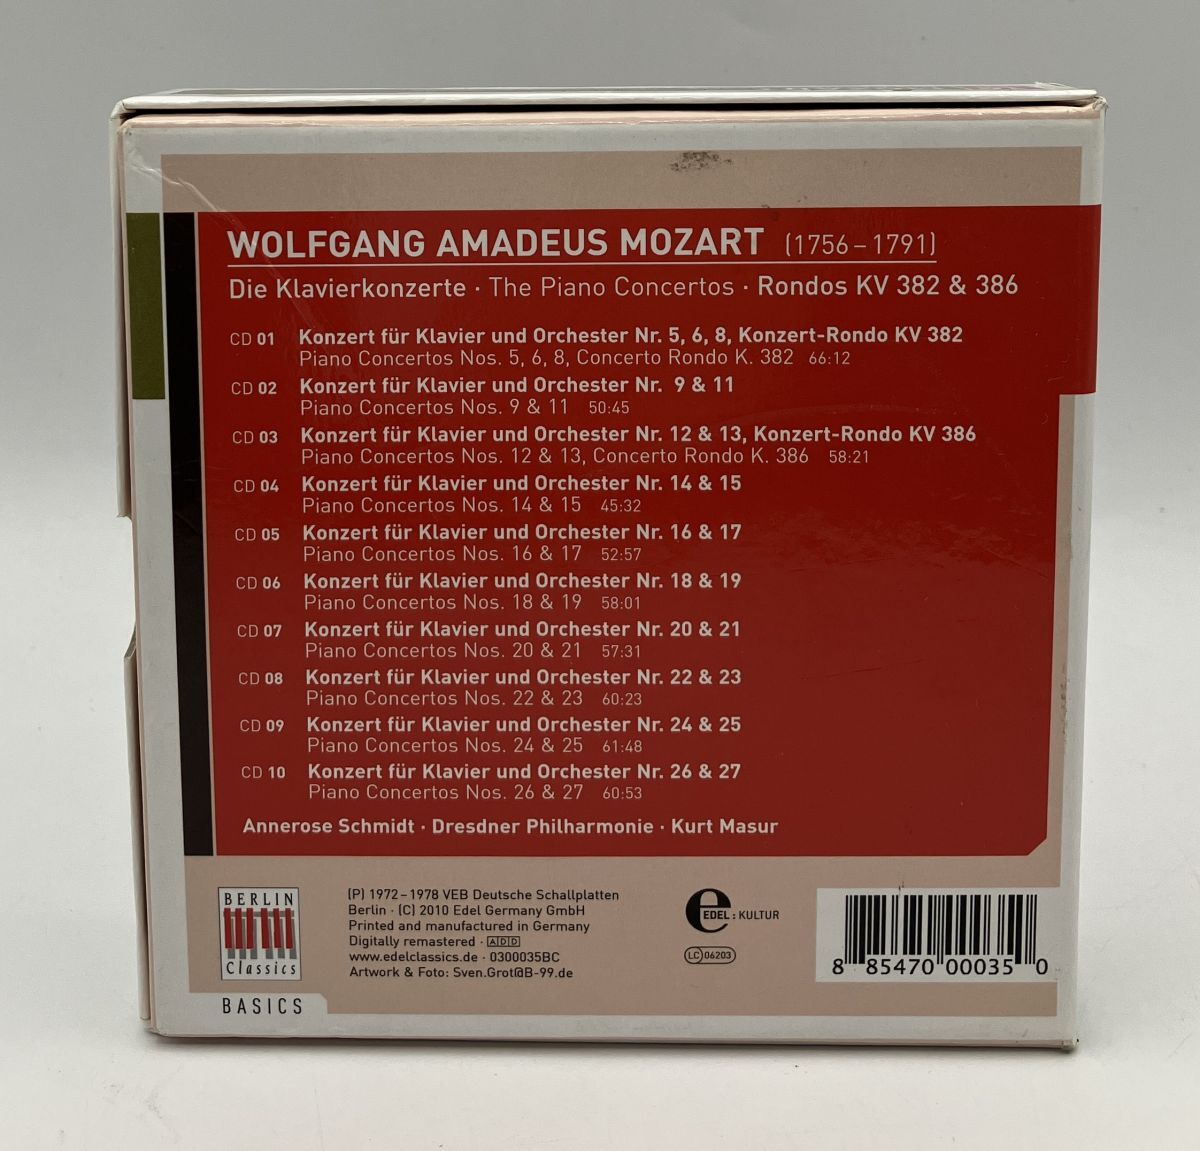 WOLFGANG AMADEUS MOZART (1756 – 1791)
Die Klavierkonzerte · The Piano Concertos · Rondos KV 382 & 386
CD 01 Konzert für Klavier und Orchester Nr. 5, 6, 8, Konzert-Rondo KV 382
Piano Concertos Nos. 5, 6, 8, Concerto Rondo K. 382 66:12
CD 02 Konzert für Klavier und Orchester Nr. 9 & 11
Piano Concertos Nos. 9 & 11 50:45
CD 03 Konzert für Klavier und Orchester Nr. 12 & 13, Konzert-Rondo KV 386
Piano Concertos Nos. 12 & 13, Concerto Rondo K. 386 58:21
CD 04 Konzert für Klavier und Orchester Nr. 14 & 15
Piano Concertos Nos. 14 & 15 45:32
CD 05 Konzert für Klavier und Orchester Nr. 16 & 17
Piano Concertos Nos. 16 & 17 52:57
CD 06 Konzert für Klavier und Orchester Nr. 18 & 19
Piano Concertos Nos. 18 & 19 58:01
CD 07 Konzert für Klavier und Orchester Nr. 20 & 21
Piano Concertos Nos. 20 & 21 57:31
CD 08 Konzert für Klavier und Orchester Nr. 22 & 23
Piano Concertos Nos. 22 & 23 60:23
CD 09 Konzert für Klavier und Orchester Nr. 24 & 25
Piano Concertos Nos. 24 & 25 61:48
CD 10 Konzert für Klavier und Orchester Nr. 26 & 27
Piano Concertos Nos. 26 & 27 60:53
Annerose Schmidt · Dresdner Philharmonie · Kurt Masur
BERLIN
Classics
BASICS
(P) 1972 – 1978 VEB Deutsche Schallplatten
Berlin · (C) 2010 Edel Germany GmbH
Printed and manufactured in Germany
Digitally remastered · ADD
www.edelclassics.de · 0300035BC
Artwork & Foto: Sven.Grot@B-99.de
e
EDEL : KULTUR
LC 06203
8 85470 00035 0